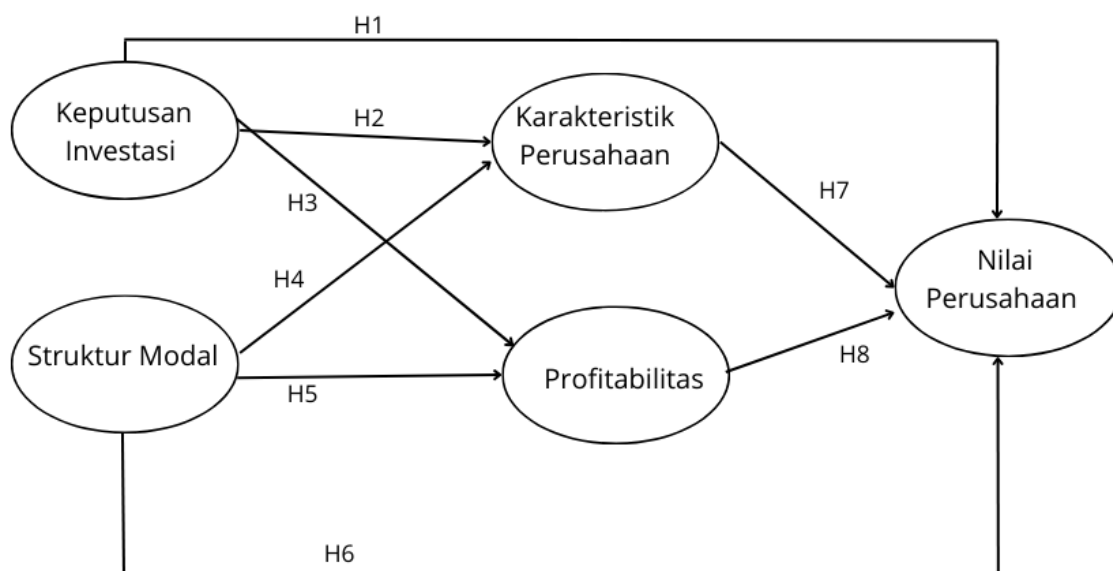 H1
Keputusan
Investasi
H2
Karakteristik
Perusahaan
H3
H7
H4
Nilai
Perusahaan
Struktur Modal
H5
Profitabilitas
H8
H6